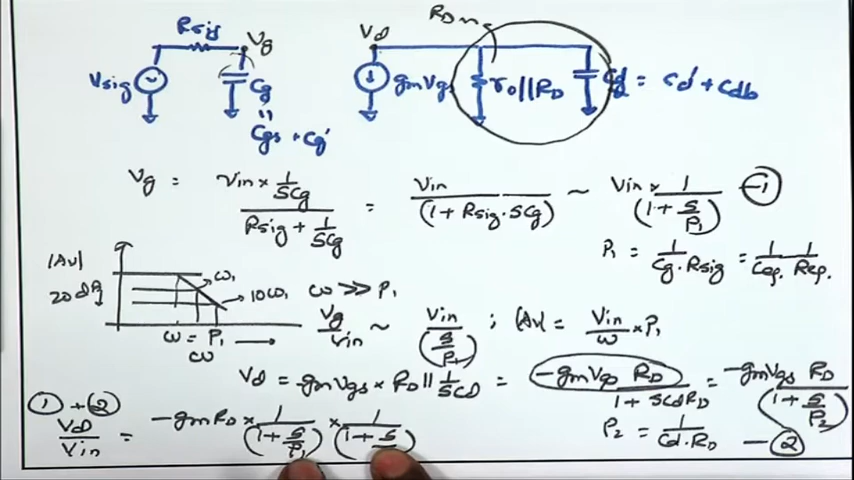 Rsig
Vg
Vsig
Cg
"
Cgs + Cg'
Vd
gmVgs
ro||RD
Cd = cd' + Cdb
Vg = Vin × 1/SCg / Rsig + 1/SCg = Vin / (1 + Rsig·SCg) ~ Vin × 1/(1 + S/P1) - 1
P1 = 1/Cg·Rsig = 1/Ceq. 1/Req.
|Av|
20dB
ω1
10ω1
ω = P1
ω
ω >> P1
Vg/Vin ~ Vin/(S/P1) ; |Av| = Vin/ω × P1
Vd = -gmVgs × RD || 1/SCd = -gmVgs RD / 1 + SCdRD = -gmVgs RD / (1 + S/P2)
P2 = 1/Cd·RD - 2
1 + 2
Vd/Vin = -gmRD × 1/(1 + S/P1) × 1/(1 + S/)